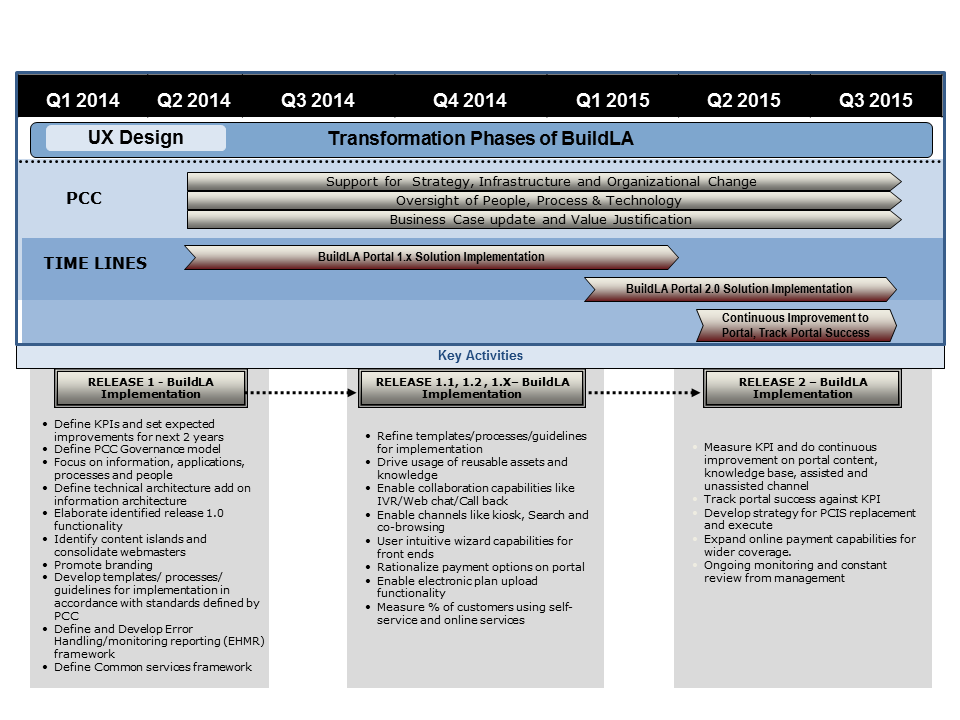 Q1 2014 Q2 2014 Q3 2014 Q4 2014 Q1 2015 Q2 2015 Q3 2015
UX Design
Transformation Phases of BuildLA
PCC
Support for Strategy, Infrastructure and Organizational Change
Oversight of People, Process & Technology
Business Case update and Value Justification
TIME LINES
BuildLA Portal 1.x Solution Implementation
BuildLA Portal 2.0 Solution Implementation
Continuous Improvement to
Portal, Track Portal Success
Key Activities
RELEASE 1 - BuildLA
Implementation
• Define KPIs and set expected
improvements for next 2 years
• Define PCC Governance model
• Focus on information, applications,
processes and people
• Define technical architecture add on
information architecture
• Elaborate identified release 1.0
functionality
• Identify content islands and
consolidate webmasters
• Promote branding
• Develop templates/ processes/
guidelines for implementation in
accordance with standards defined by
PCC
• Define and Develop Error
Handling/monitoring reporting (EHMR)
framework
• Define Common services framework
RELEASE 1.1, 1.2 , 1.X– BuildLA
Implementation
• Refine templates/processes/guidelines
for implementation
• Drive usage of reusable assets and
knowledge
• Enable collaboration capabilities like
IVR/Web chat/Call back
• Enable channels like kiosk, Search and
co-browsing
• User intuitive wizard capabilities for
front ends
• Rationalize payment options on portal
• Enable electronic plan upload
functionality
• Measure % of customers using self-
service and online services
RELEASE 2 – BuildLA
Implementation
• Measure KPI and do continuous
improvement on portal content,
knowledge base, assisted and
unassisted channel
• Track portal success against KPI
• Develop strategy for PCIS replacement
and execute
• Expand online payment capabilities for
wider coverage.
• Ongoing monitoring and constant
review from management